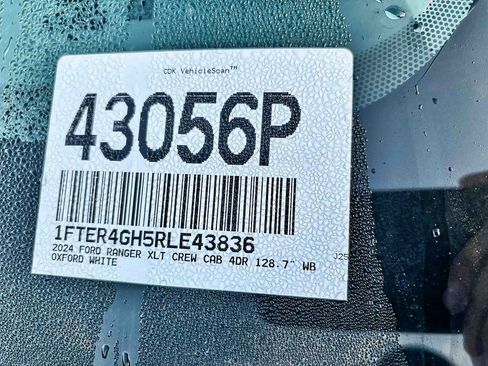 CDK VehicleScan™
43056P
1FTER4GH5RLE43836
2024 FORD RANGER XLT CREW CAB 4DR 128.7" WB
OXFORD WHITE
J25